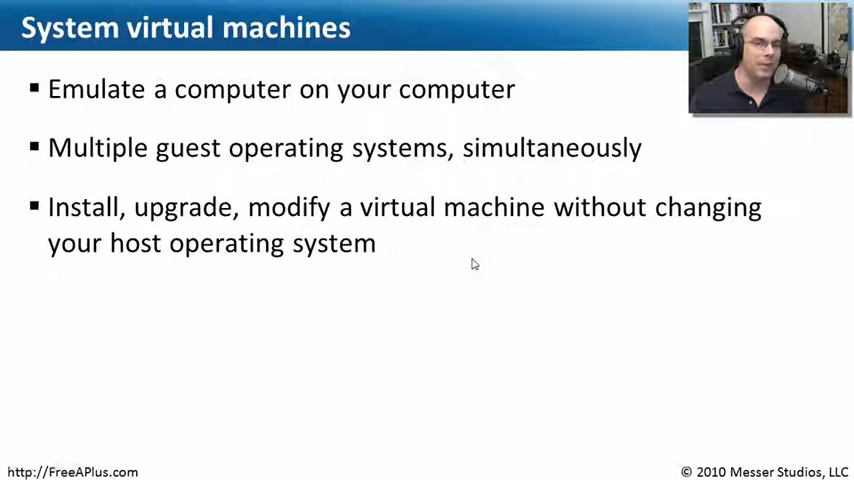 System virtual machines
▪ Emulate a computer on your computer
▪ Multiple guest operating systems, simultaneously
▪ Install, upgrade, modify a virtual machine without changing
your host operating system
http://FreeAPlus.com
© 2010 Messer Studios, LLC